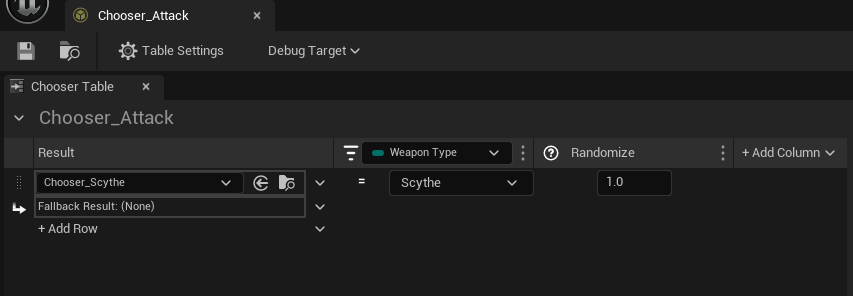 Chooser_Attack
Table Settings Debug Target
Chooser Table
Chooser_Attack
Result Weapon Type Randomize + Add Column
Chooser_Scythe = Scythe 1.0
Fallback Result: (None)
+ Add Row